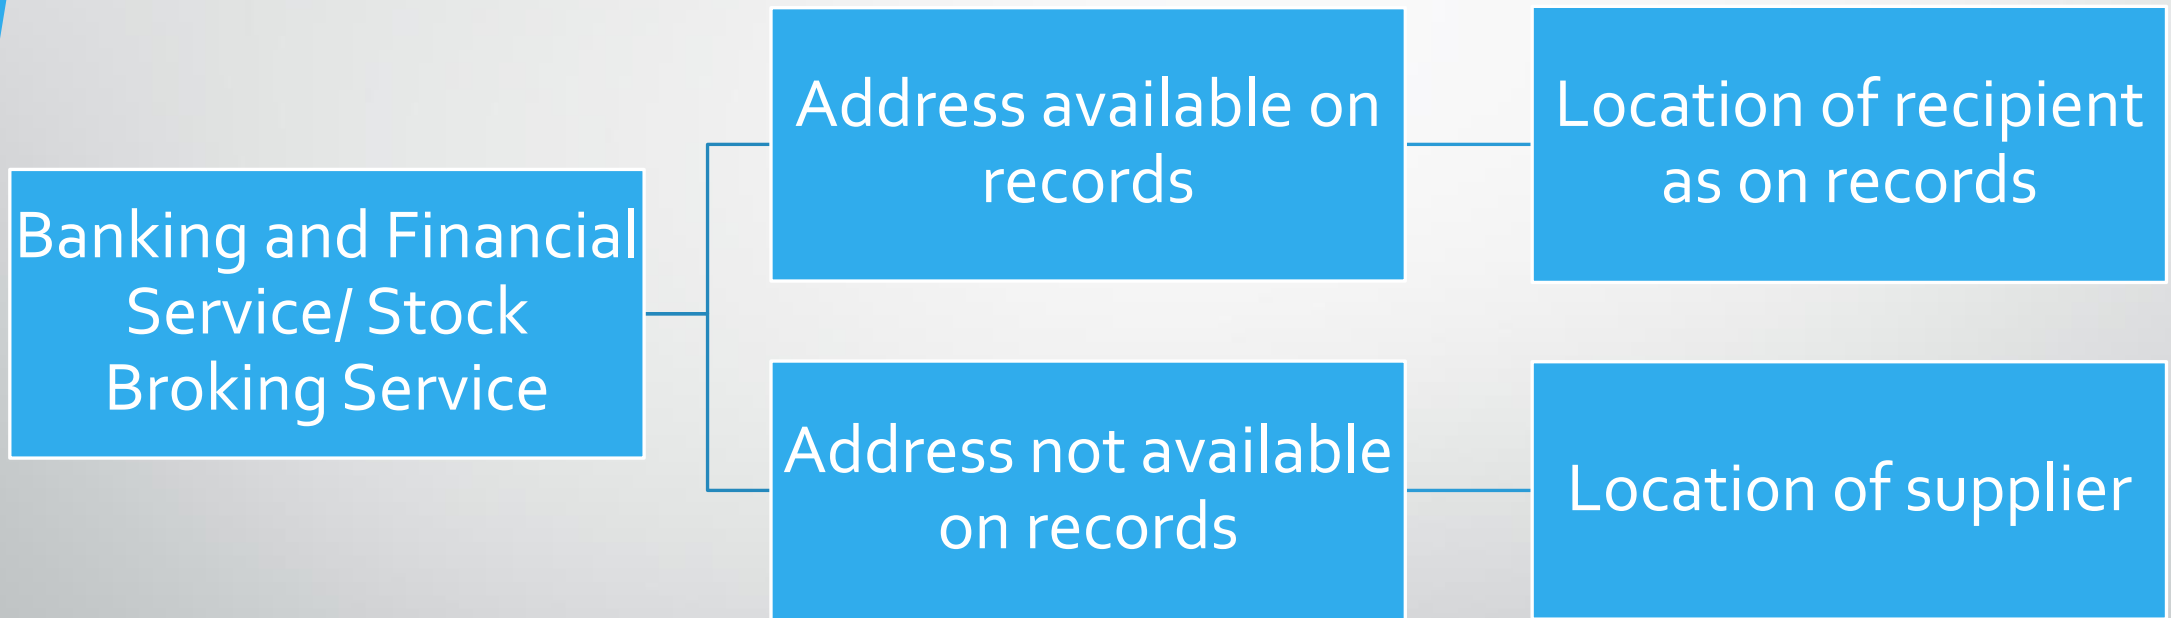 Banking and Financial
Service/ Stock
Broking Service
Address available on
records
Location of recipient
as on records
Address not available
on records
Location of supplier